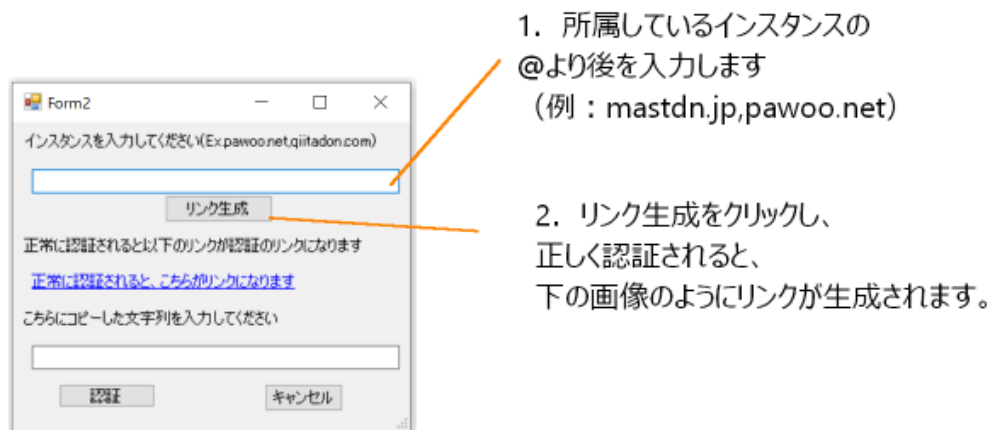 1．所属しているインスタンスの
@より後を入力します
（例：mastdn.jp,pawoo.net）
Form2
インスタンスを入力してください(Ex.pawoo.net,qiitadon.com)
リンク生成
2．リンク生成をクリックし、
正しく認証されると、
下の画像のようにリンクが生成されます。
正常に認証されると以下のリンクが認証のリンクになります
正常に認証されると、こちらがリンクになります
こちらにコピーした文字列を入力してください
認証
キャンセル